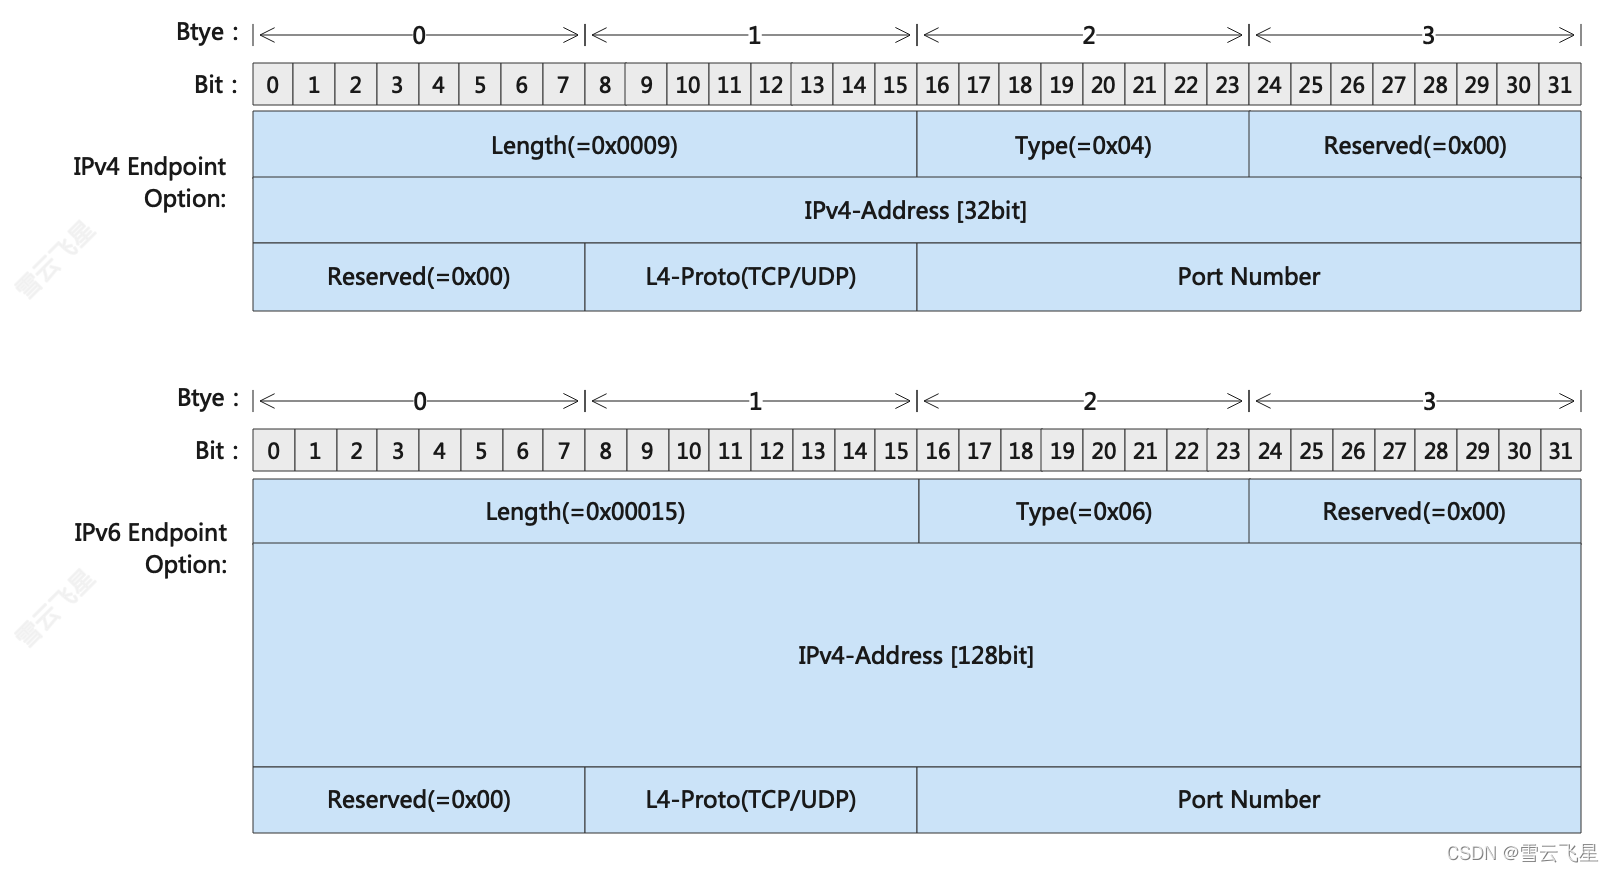 Btye : 0 1 2 3
Bit : 0 1 2 3 4 5 6 7 8 9 10 11 12 13 14 15 16 17 18 19 20 21 22 23 24 25 26 27 28 29 30 31
IPv4 Endpoint
Option:
Length(=0x0009) Type(=0x04) Reserved(=0x00)
IPv4-Address [32bit]
Reserved(=0x00) L4-Proto(TCP/UDP) Port Number
雪云飞星
Btye : 0 1 2 3
Bit : 0 1 2 3 4 5 6 7 8 9 10 11 12 13 14 15 16 17 18 19 20 21 22 23 24 25 26 27 28 29 30 31
IPv6 Endpoint
Option:
Length(=0x00015) Type(=0x06) Reserved(=0x00)
IPv4-Address [128bit]
Reserved(=0x00) L4-Proto(TCP/UDP) Port Number
雪云飞星
CSDN @雪云飞星